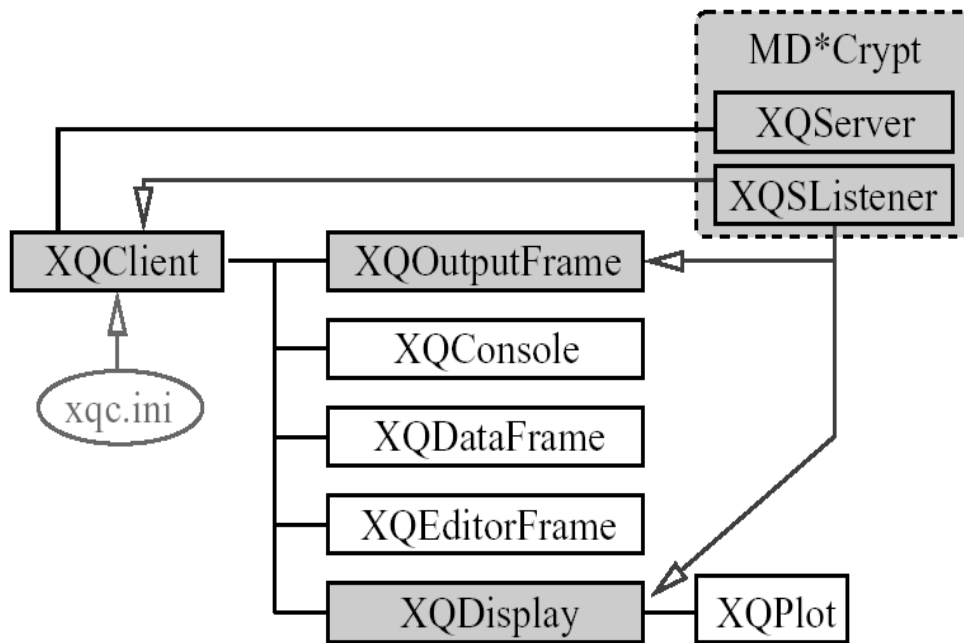 MD*Crypt
XQServer
XQSListener
XQClient
XQOutputFrame
XQConsole
xqc.ini
XQDataFrame
XQEditorFrame
XQDisplay
XQPlot